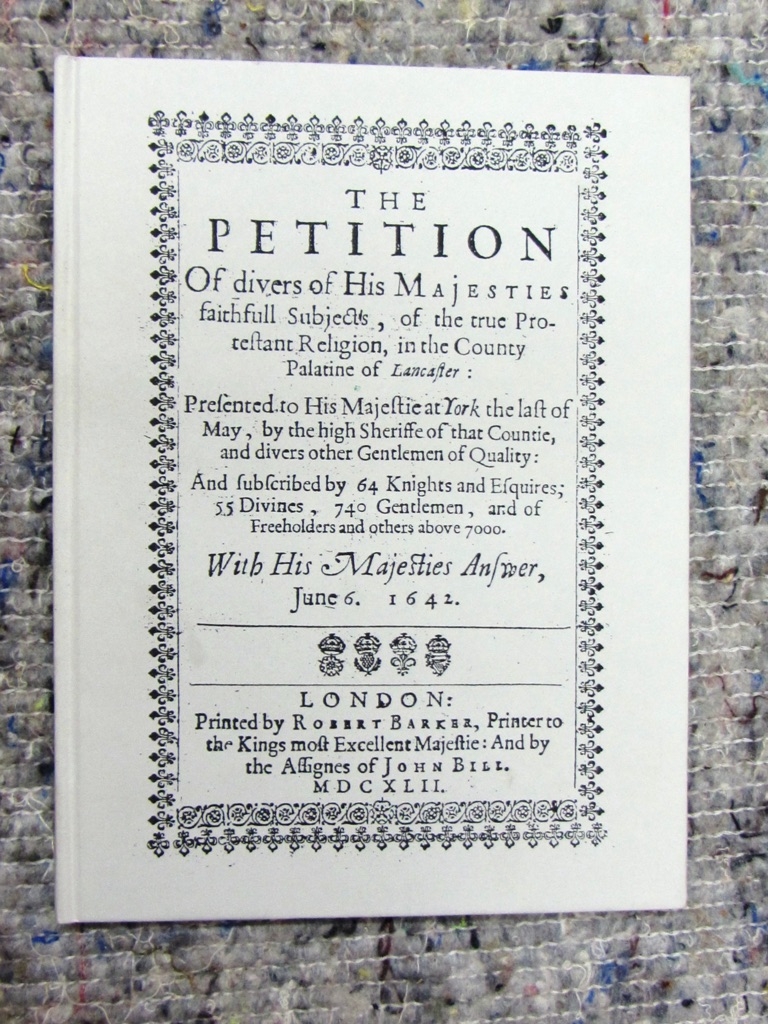 THE
PETITION
Of divers of His MAJESTIES
faithfull Subjects, of the true Pro-
teſtant Religion, in the County
Palatine of Lancaſter:
Preſented to His Majeſtie at York the laſt of
May, by the high Sheriffe of that Countie,
and divers other Gentlemen of Quality:
And ſubſcribed by 64 Knights and Eſquires;
55 Divines, 740 Gentlemen, and of
Freeholders and others above 7000.
With His Majeſties Anſwer,
June 6. 1642.
LONDON:
Printed by ROBERT BARKER, Printer to
the Kings moſt Excellent Majeſtie: And by
the Aſſignes of JOHN BILL.
MDCXLII.